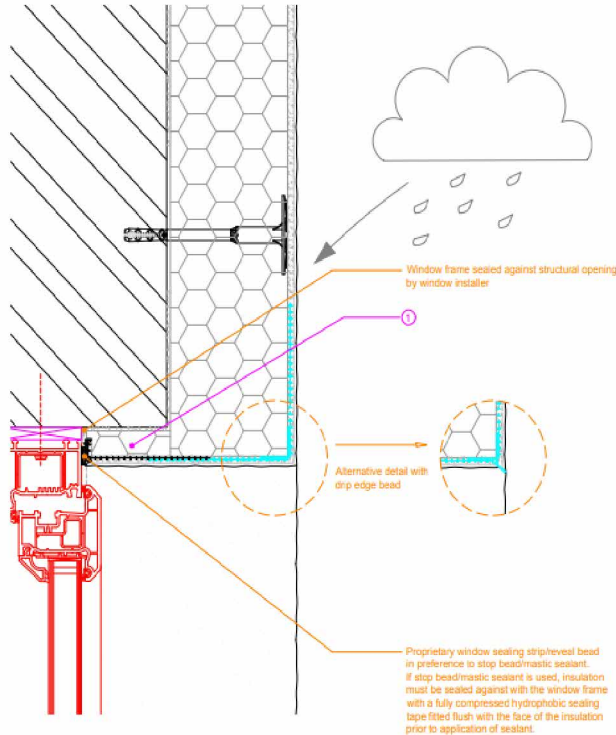 Window frame sealed against structural opening
by window installer
1
Alternative detail with
drip edge bead
Proprietary window sealing strip/reveal bead
in preference to stop bead/mastic sealant.
If stop bead/mastic sealant is used, insulation
must be sealed against with the window frame
with a fully compressed hydrophobic sealing
tape fitted flush with the face of the insulation
prior to application of sealant.